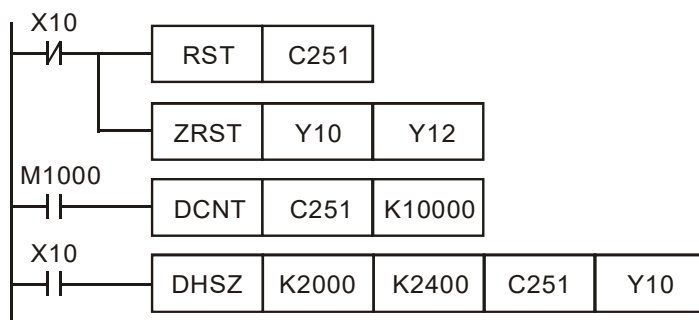 X10
RST C251
ZRST Y10 Y12
M1000
DCNT C251 K10000
X10
DHSZ K2000 K2400 C251 Y10